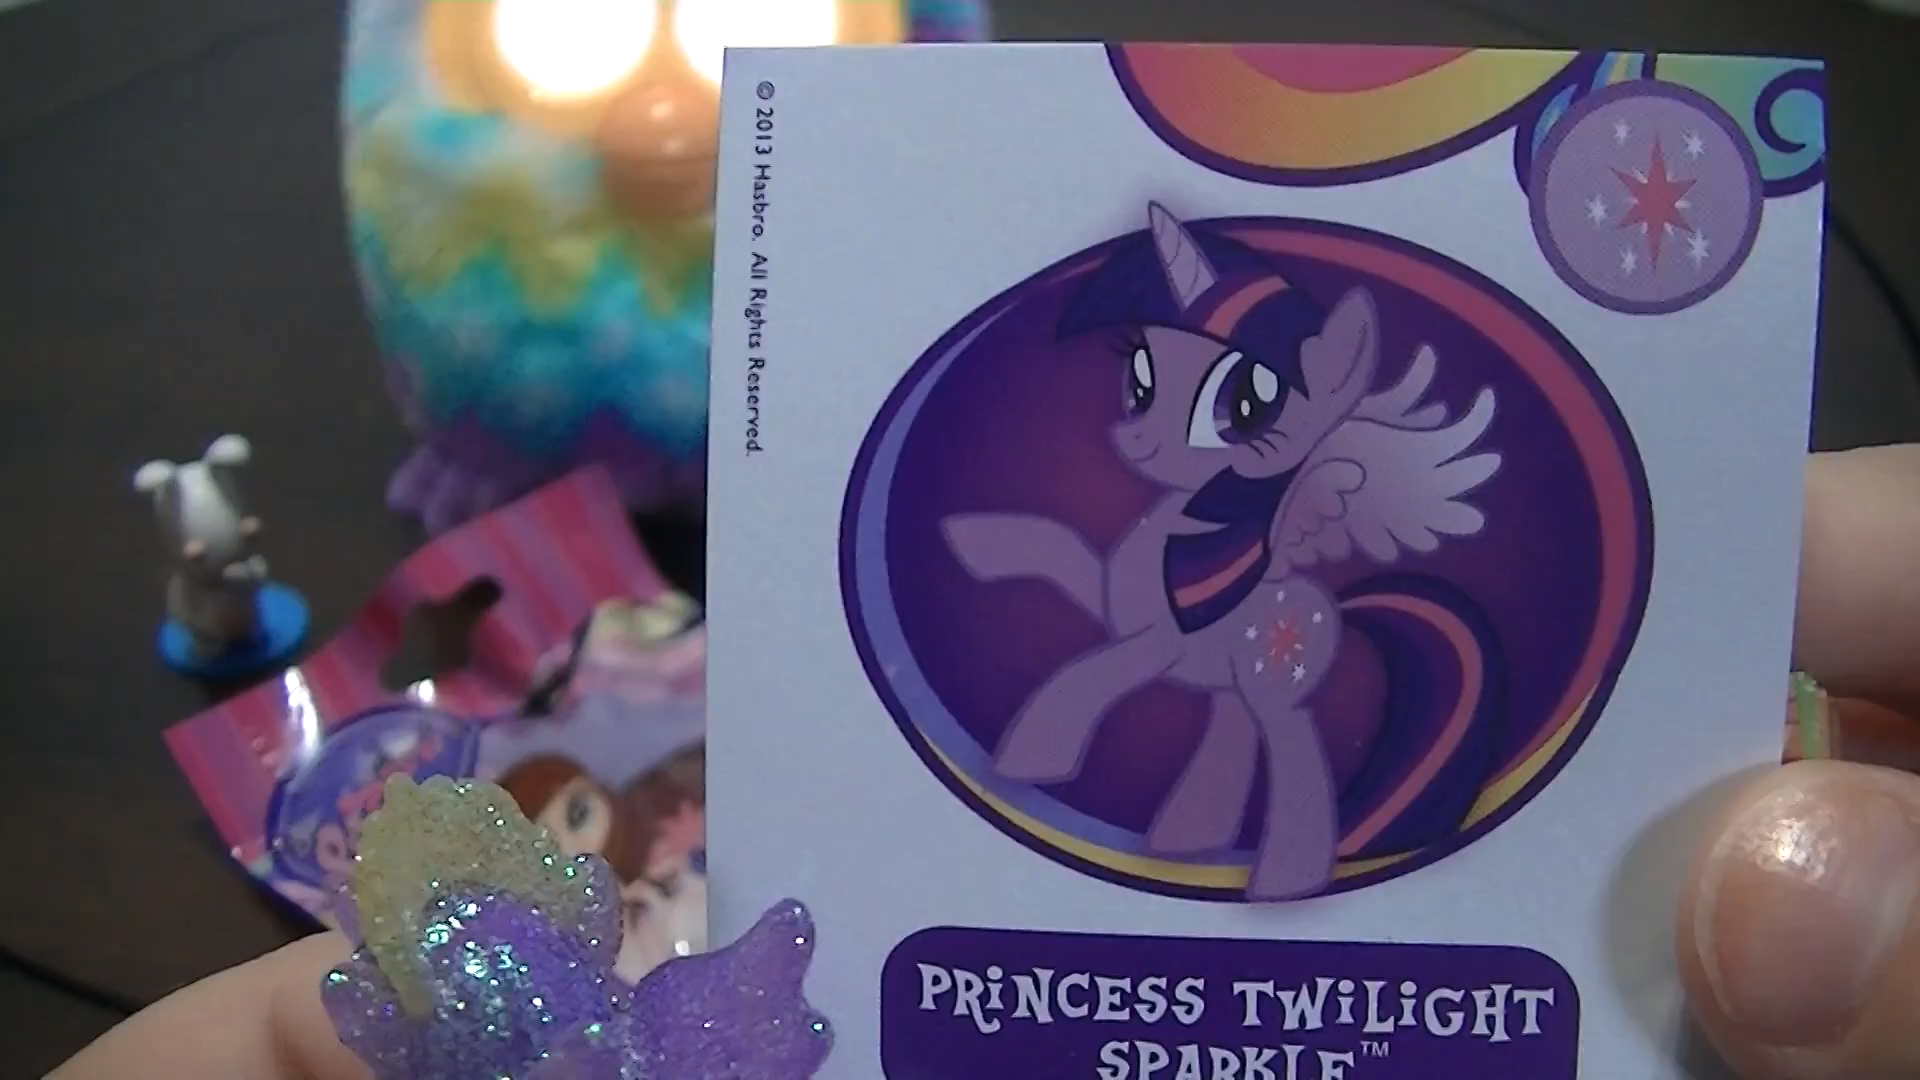 © 2013 Hasbro. All Rights Reserved.
PRiNCESS TWiLiGHT
SPARKLE™